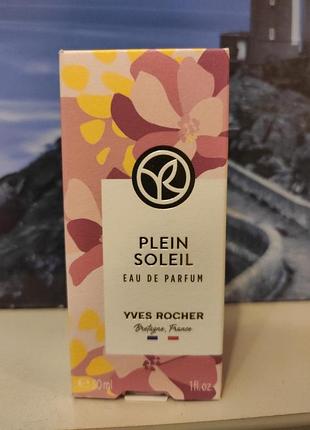 PLEIN
SOLEIL
EAU DE PARFUM
YVES ROCHER
Bretagne, France
30ml 1fl.oz